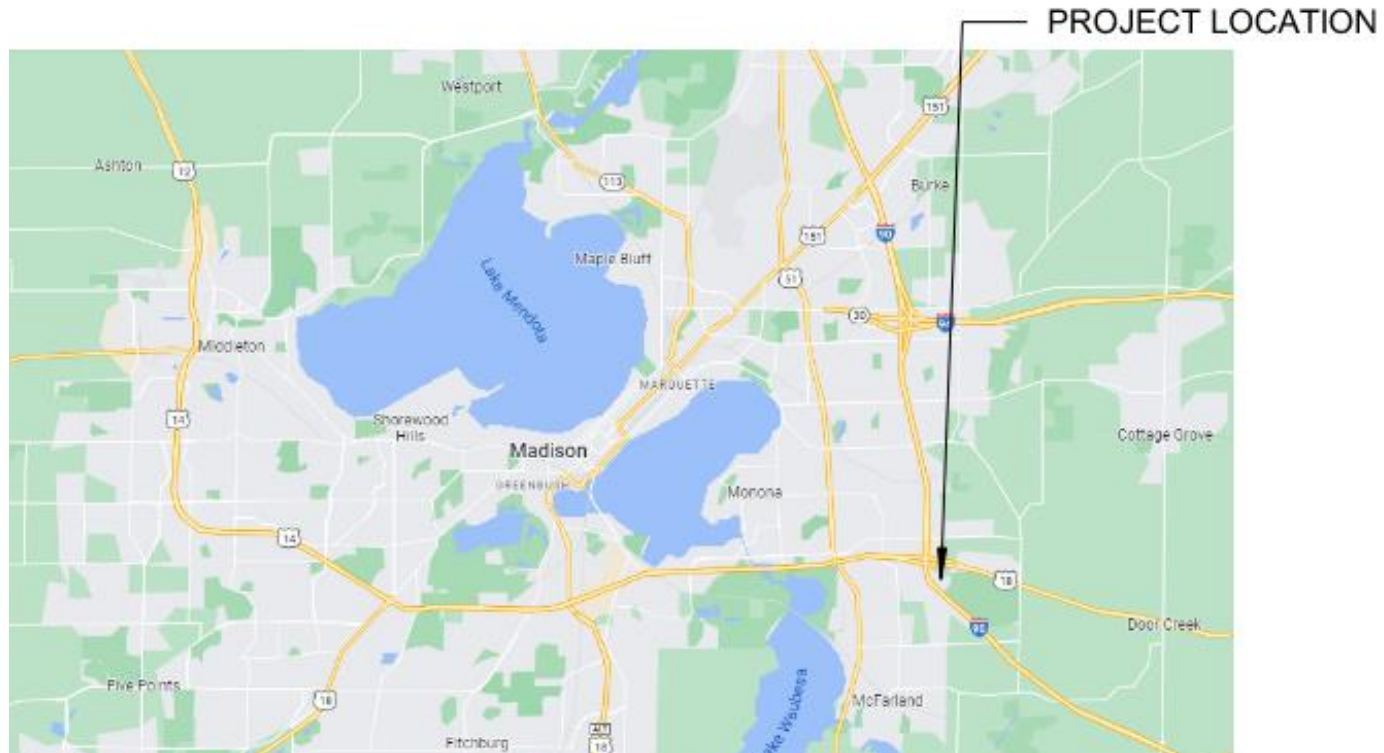 PROJECT LOCATION
Westport
151
Ashton
12
113
Burke
151
90
Maple Bluff
51
Lake Mendota
30
Middleton
MARQUETTE
14
Shorewood
Hills
Cottage Grove
Madison
GREENBUSH
Monona
14
18
90
Door Creek
Five Points
18
McFarland
Lake Waubesa
ALT
18
Fitchburg